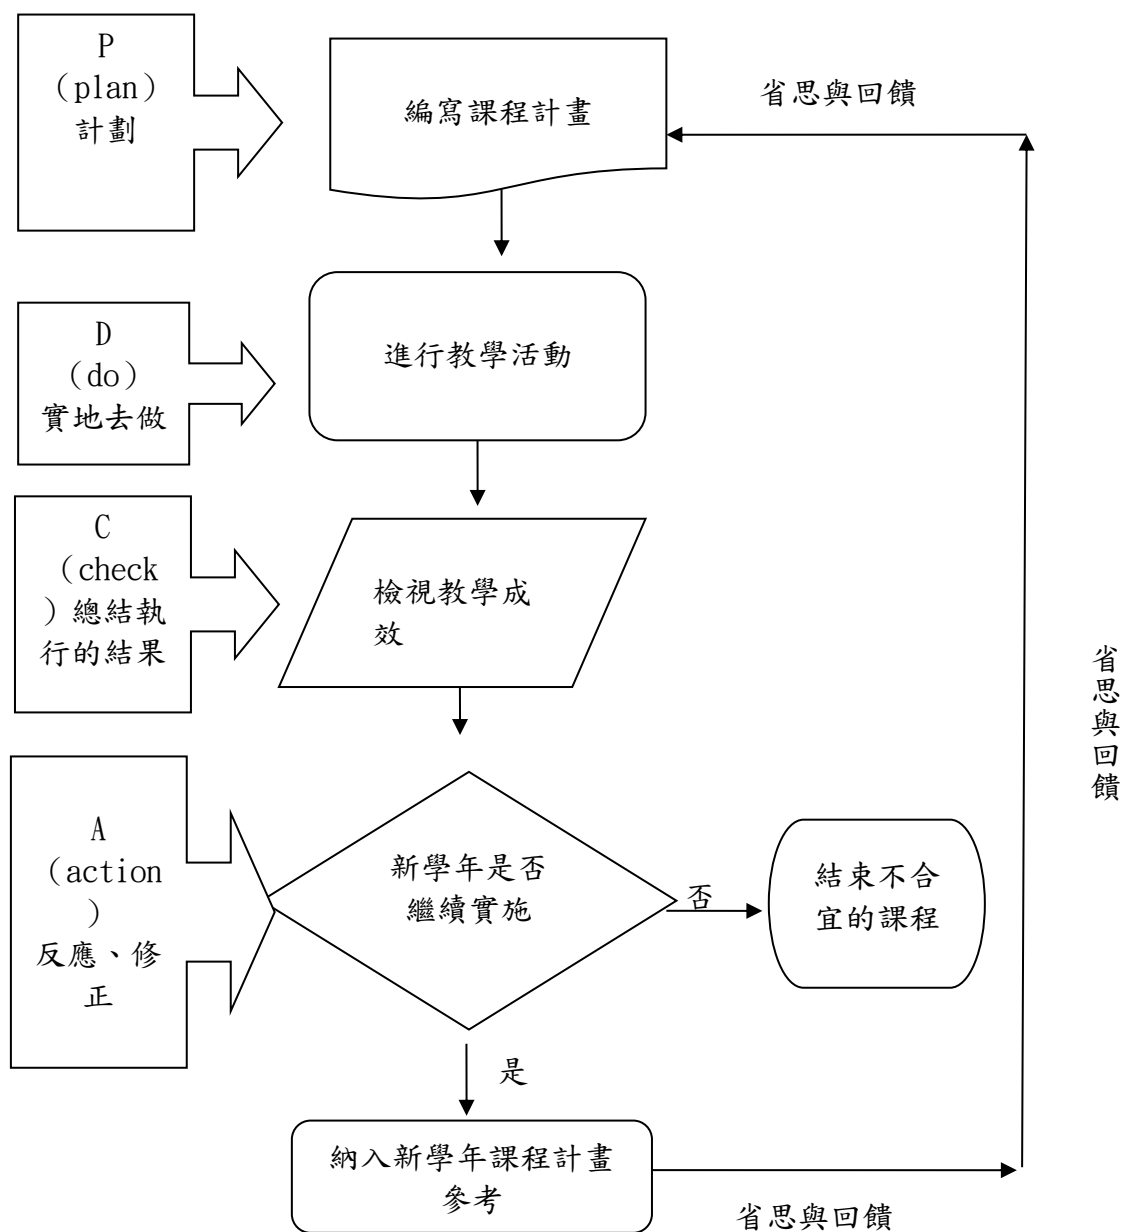 P
（plan）
計劃
編寫課程計畫
省思與回饋
D
（do）
實地去做
進行教學活動
C
（check
）總結執
行的結果
檢視教學成
效
省思與回饋
A
（action
）
反應、修
正
新學年是否
繼續實施
否
結束不合
宜的課程
是
納入新學年課程計畫
參考
省思與回饋